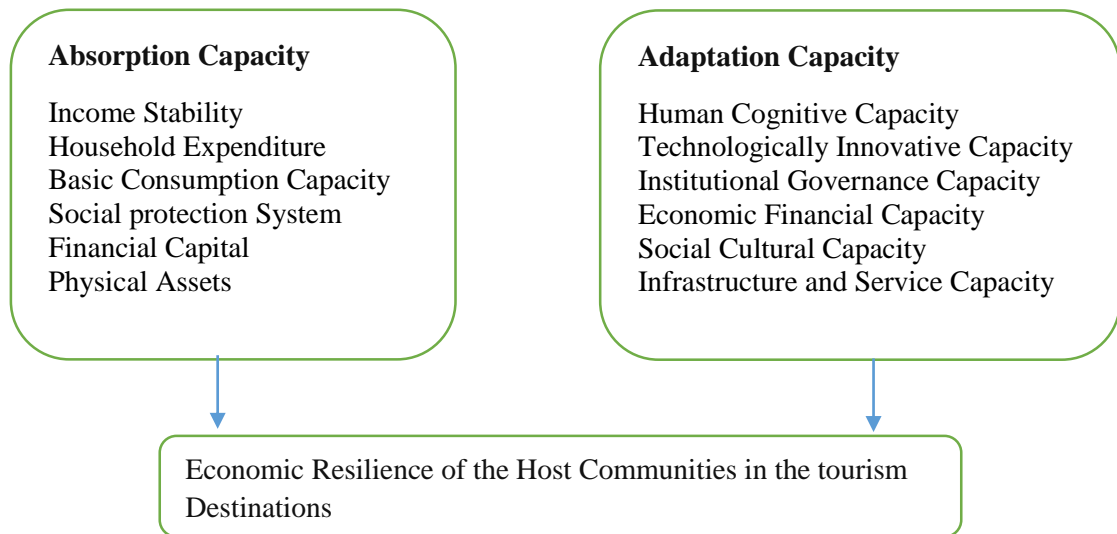 Absorption Capacity
Income Stability
Household Expenditure
Basic Consumption Capacity
Social protection System
Financial Capital
Physical Assets
Adaptation Capacity
Human Cognitive Capacity
Technologically Innovative Capacity
Institutional Governance Capacity
Economic Financial Capacity
Social Cultural Capacity
Infrastructure and Service Capacity
Economic Resilience of the Host Communities in the tourism
Destinations